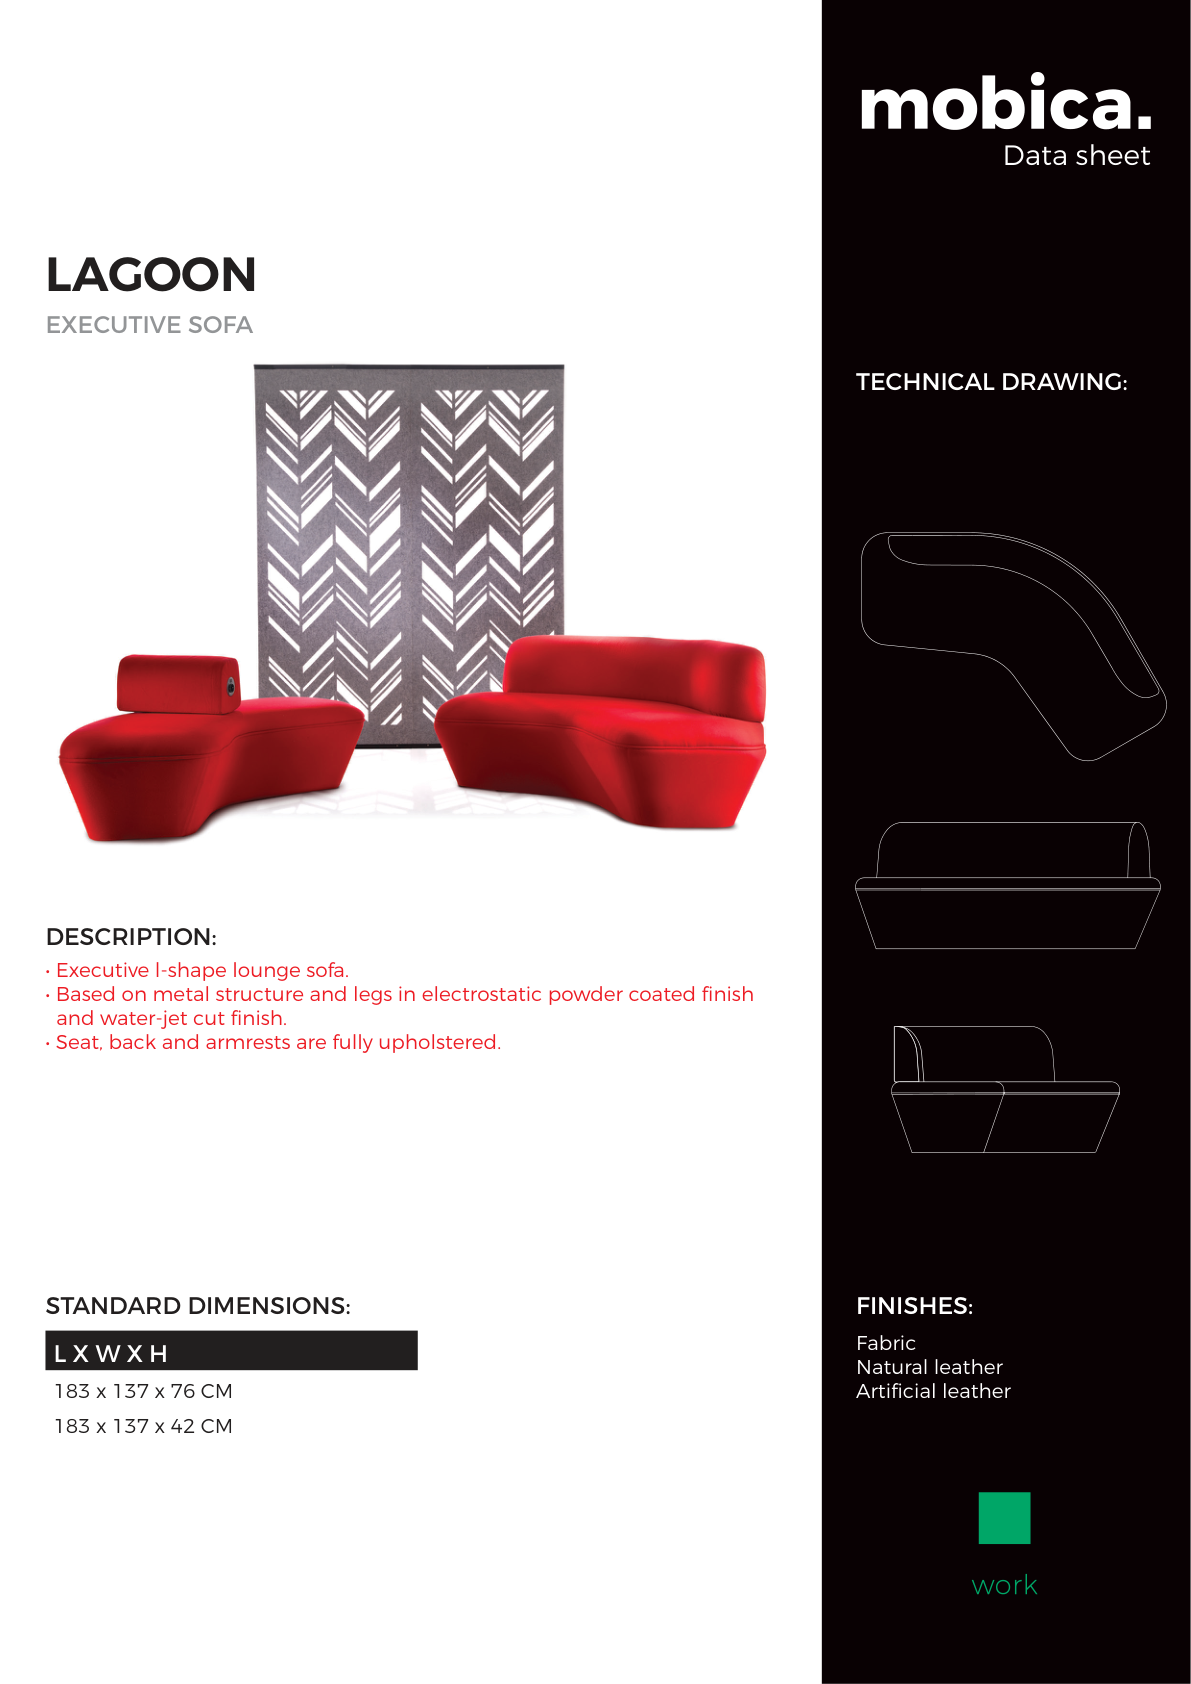 mobica.
Data sheet
LAGOON
EXECUTIVE SOFA
TECHNICAL DRAWING:
DESCRIPTION:
• Executive l-shape lounge sofa.
• Based on metal structure and legs in electrostatic powder coated finish
and water-jet cut finish.
• Seat, back and armrests are fully upholstered.
STANDARD DIMENSIONS:
L X W X H
183 x 137 x 76 CM
183 x 137 x 42 CM
FINISHES:
Fabric
Natural leather
Artificial leather
work